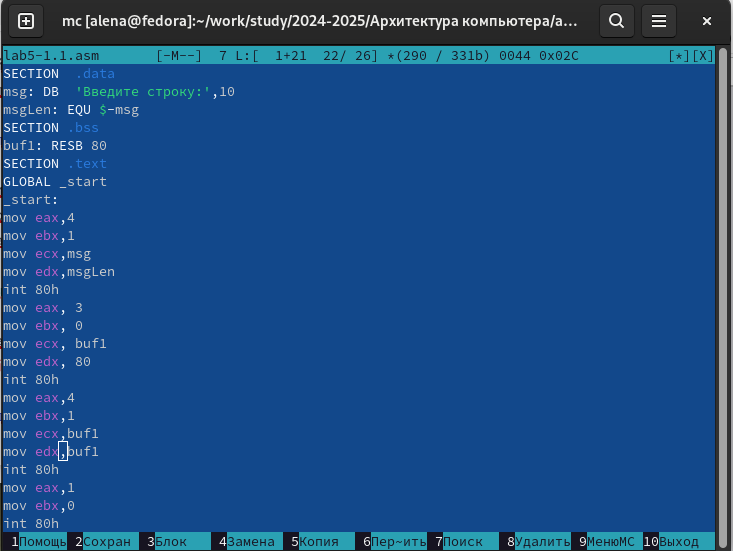 mc [alena@fedora]:~/work/study/2024-2025/Архитектура компьютера/a...
lab5-1.1.asm [-M--] 7 L:[ 1+21 22/ 26] *(290 / 331b) 0044 0x02C [*][X]
SECTION .data
msg: DB 'Введите строку:',10
msgLen: EQU $-msg
SECTION .bss
buf1: RESB 80
SECTION .text
GLOBAL _start
_start:
mov eax,4
mov ebx,1
mov ecx,msg
mov edx,msgLen
int 80h
mov eax, 3
mov ebx, 0
mov ecx, buf1
mov edx, 80
int 80h
mov eax,4
mov ebx,1
mov ecx,buf1
mov edx,buf1
int 80h
mov eax,1
mov ebx,0
int 80h
1Помощь 2Сохран 3Блок 4Замена 5Копия 6Пер~ить 7Поиск 8Удалить 9МенюМС 10Выход